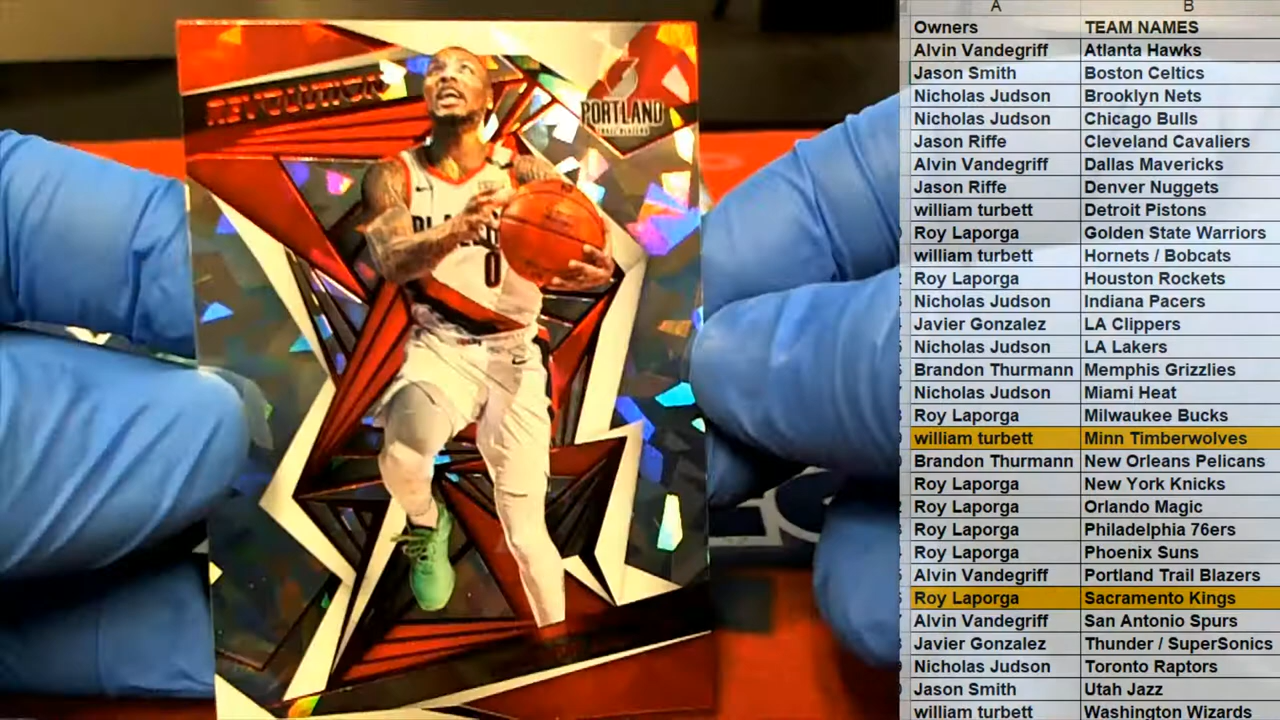 REVOLUTION
PORTLAND
TRAIL BLAZERS
0
A B
Owners TEAM NAMES
Alvin Vandegriff Atlanta Hawks
Jason Smith Boston Celtics
Nicholas Judson Brooklyn Nets
Nicholas Judson Chicago Bulls
Jason Riffe Cleveland Cavaliers
Alvin Vandegriff Dallas Mavericks
Jason Riffe Denver Nuggets
william turbett Detroit Pistons
Roy Laporga Golden State Warriors
william turbett Hornets / Bobcats
Roy Laporga Houston Rockets
Nicholas Judson Indiana Pacers
Javier Gonzalez LA Clippers
Nicholas Judson LA Lakers
Brandon Thurmann Memphis Grizzlies
Nicholas Judson Miami Heat
Roy Laporga Milwaukee Bucks
william turbett Minn Timberwolves
Brandon Thurmann New Orleans Pelicans
Roy Laporga New York Knicks
Roy Laporga Orlando Magic
Roy Laporga Philadelphia 76ers
Roy Laporga Phoenix Suns
Alvin Vandegriff Portland Trail Blazers
Roy Laporga Sacramento Kings
Alvin Vandegriff San Antonio Spurs
Javier Gonzalez Thunder / SuperSonics
Nicholas Judson Toronto Raptors
Jason Smith Utah Jazz
william turbett Washington Wizards